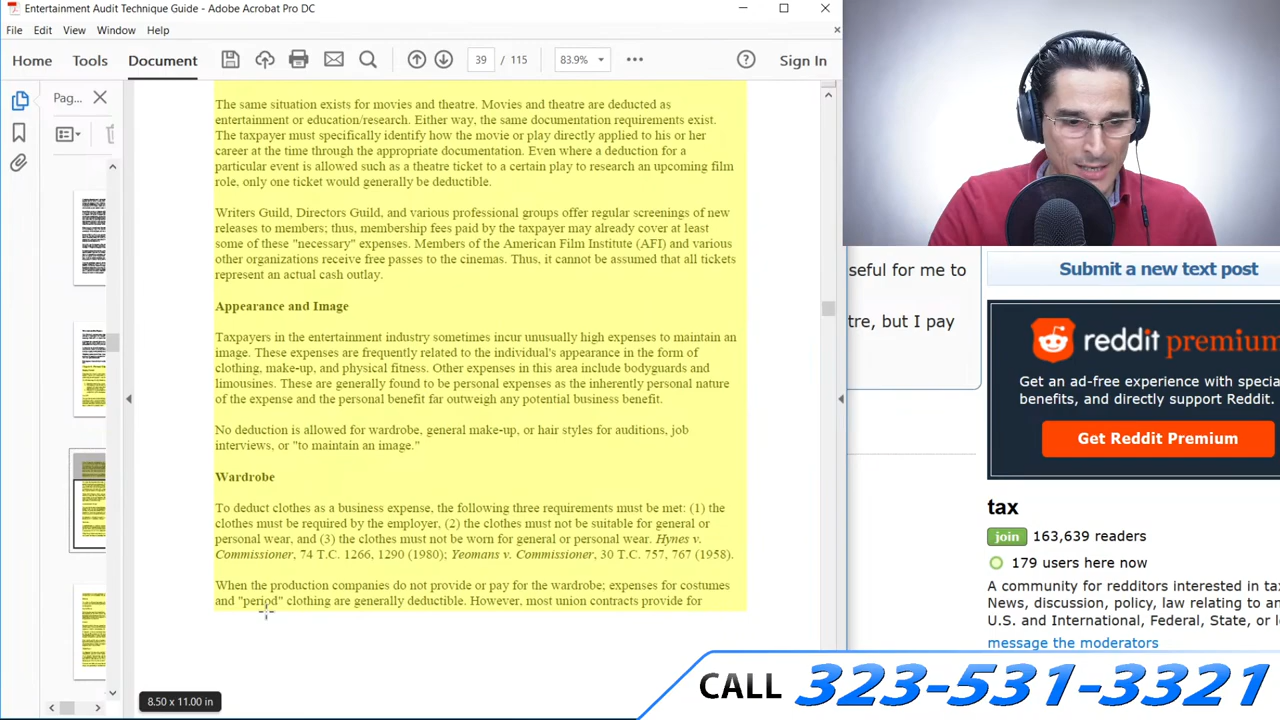 Entertainment Audit Technique Guide - Adobe Acrobat Pro DC
File Edit View Window Help
Home Tools Document 39 / 115 83.9% Sign In
Pag...
The same situation exists for movies and theatre. Movies and theatre are deducted as
entertainment or education/research. Either way, the same documentation requirements exist.
The taxpayer must specifically identify how the movie or play directly applied to his or her
career at the time through the appropriate documentation. Even where a deduction for a
particular event is allowed such as a theatre ticket to a certain play to research an upcoming film
role, only one ticket would generally be deductible.
Writers Guild, Directors Guild, and various professional groups offer regular screenings of new
releases to members; thus, membership fees paid by the taxpayer may already cover at least
some of these "necessary" expenses. Members of the American Film Institute (AFI) and various
other organizations receive free passes to the cinemas. Thus, it cannot be assumed that all tickets
represent an actual cash outlay.
Appearance and Image
Taxpayers in the entertainment industry sometimes incur unusually high expenses to maintain an
image. These expenses are frequently related to the individual's appearance in the form of
clothing, make-up, and physical fitness. Other expenses in this area include bodyguards and
limousines. These are generally found to be personal expenses as the inherently personal nature
of the expense and the personal benefit far outweigh any potential business benefit.
No deduction is allowed for wardrobe, general make-up, or hair styles for auditions, job
interviews, or "to maintain an image."
Wardrobe
To deduct clothes as a business expense, the following three requirements must be met: (1) the
clothes must be required by the employer, (2) the clothes must not be suitable for general or
personal wear, and (3) the clothes must not be worn for general or personal wear. Hynes v.
Commissioner, 74 T.C. 1266, 1290 (1980); Yeomans v. Commissioner, 30 T.C. 757, 767 (1958).
When the production companies do not provide or pay for the wardrobe; expenses for costumes
and "period" clothing are generally deductible. However, most union contracts provide for
8.50 x 11.00 in
seful for me to
tre, but I pay
Submit a new text post
reddit premium
Get an ad-free experience with specia
benefits, and directly support Reddit.
Get Reddit Premium
tax
join 163,639 readers
179 users here now
A community for redditors interested in ta
News, discussion, policy, law relating to an
U.S. and International, Federal, State, or l
message the moderators
CALL 323-531-3321